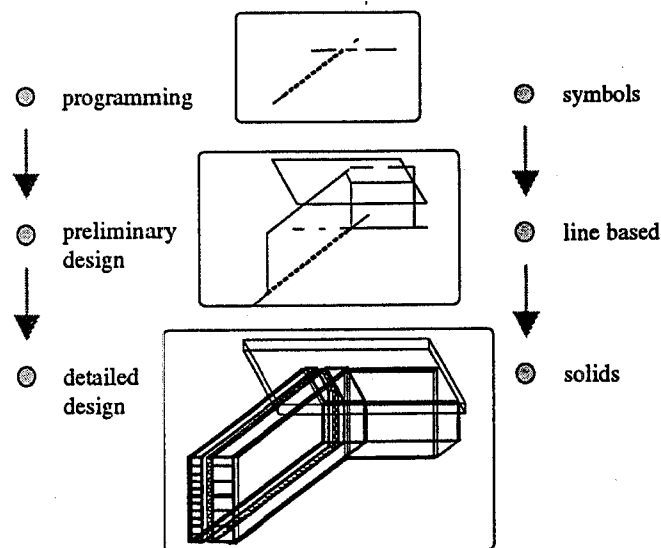 programming
symbols
preliminary
design
line based
detailed
design
solids